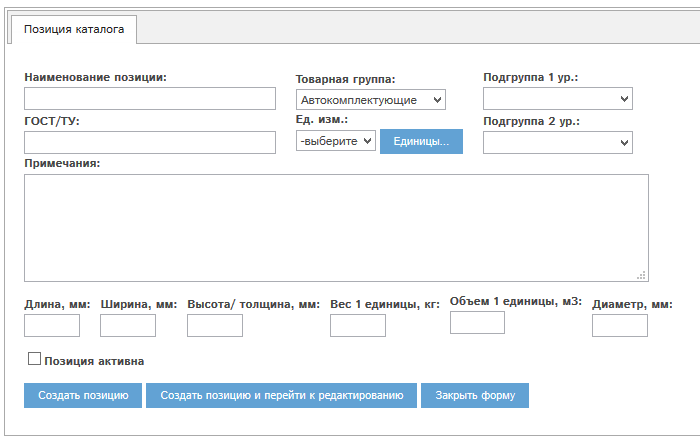 Позиция каталога
Наименование позиции:
Товарная группа:
Подгруппа 1 ур.:
Автокомплектующие
ГОСТ/ТУ:
Ед. изм.:
Подгруппа 2 ур.:
-выберите
Единицы...
Примечания:
Длина, мм:
Ширина, мм:
Высота/ толщина, мм:
Вес 1 единицы, кг:
Объем 1 единицы, м3:
Диаметр, мм:
Позиция активна
Создать позицию
Создать позицию и перейти к редактированию
Закрыть форму